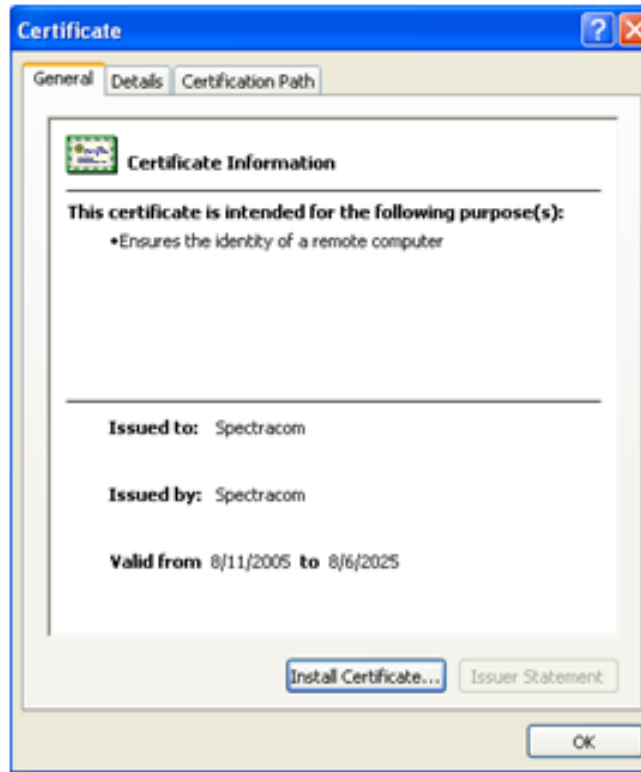 Certificate
General Details Certification Path
Certificate Information
This certificate is intended for the following purpose(s):
•Ensures the identity of a remote computer
Issued to: Spectracom
Issued by: Spectracom
Valid from 8/11/2005 to 8/6/2025
Install Certificate... Issuer Statement
OK